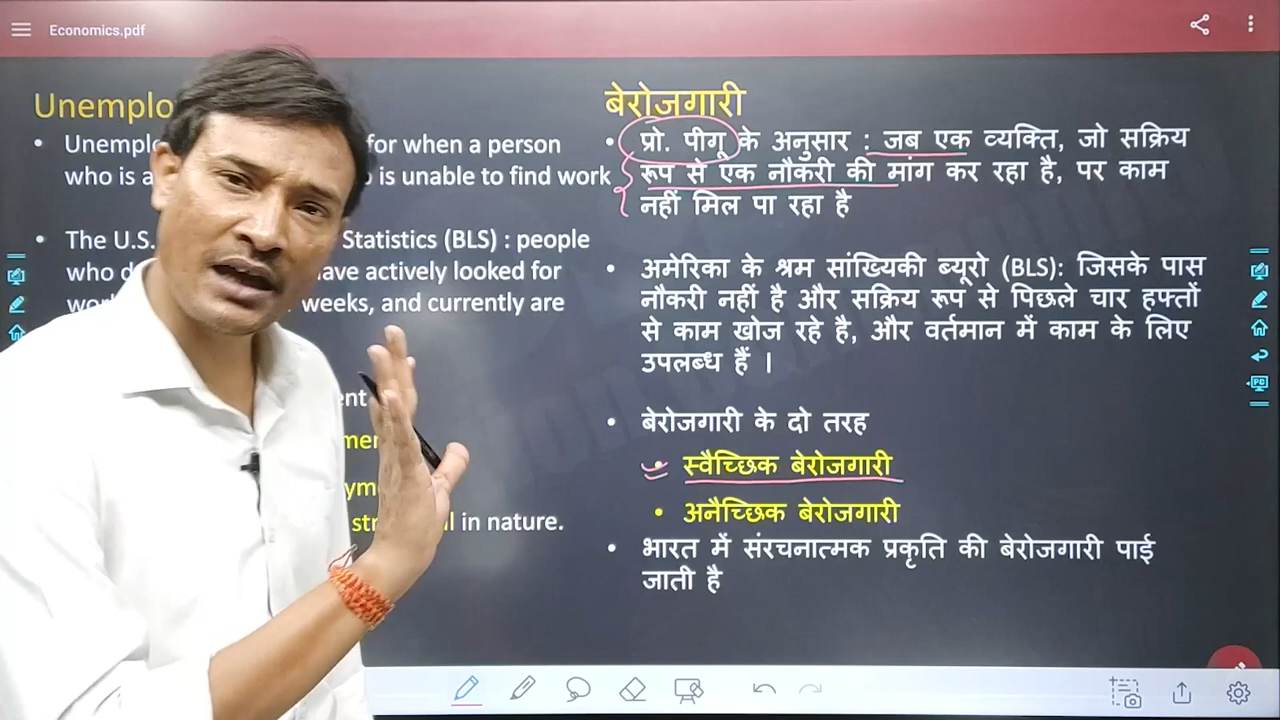 Economics.pdf
Unemplo
for when a person
who is a is unable to find work
The U.S. Statistics (BLS) : people
who have actively looked for
weeks, and currently are
in nature.
बेरोजगारी
• प्रो. पीगू के अनुसार : जब एक व्यक्ति, जो सक्रिय
रूप से एक नौकरी की मांग कर रहा है, पर काम
नहीं मिल पा रहा है
• अमेरिका के श्रम सांख्यिकी ब्यूरो (BLS): जिसके पास
नौकरी नहीं है और सक्रिय रूप से पिछले चार हफ्तों
से काम खोज रहे है, और वर्तमान में काम के लिए
उपलब्ध हैं ।
• बेरोजगारी के दो तरह
• स्वैच्छिक बेरोजगारी
• अनैच्छिक बेरोजगारी
• भारत में संरचनात्मक प्रकृति की बेरोजगारी पाई
जाती है